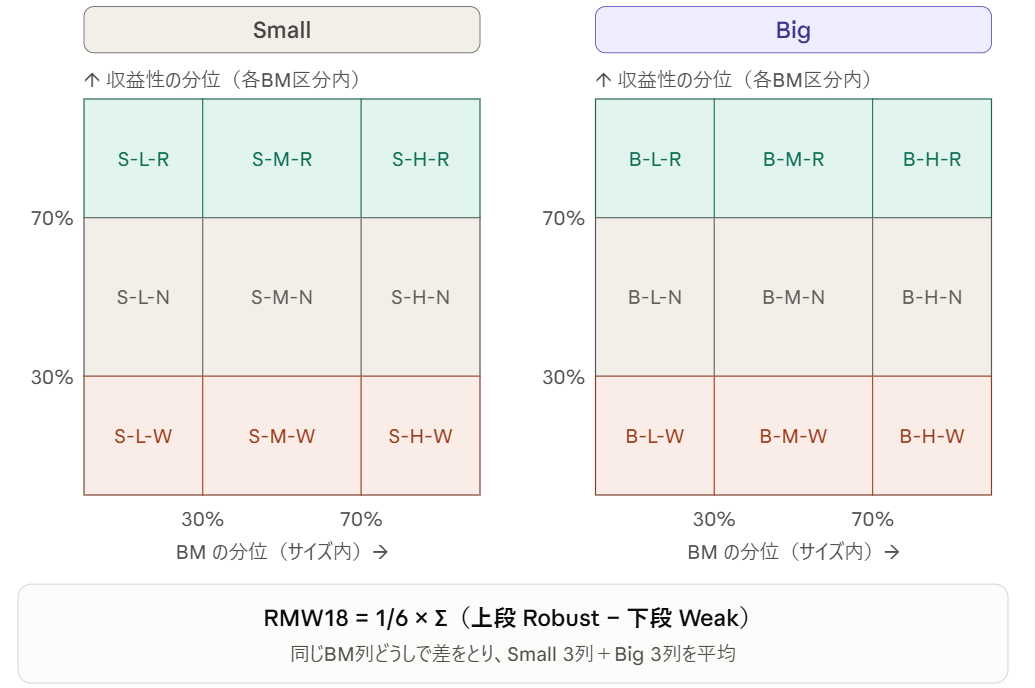 Small
↑ 収益性の分位（各BM区分内）
S-L-R S-M-R S-H-R
70%
S-L-N S-M-N S-H-N
30%
S-L-W S-M-W S-H-W
30% 70%
BM の分位（サイズ内）→
Big
↑ 収益性の分位（各BM区分内）
B-L-R B-M-R B-H-R
70%
B-L-N B-M-N B-H-N
30%
B-L-W B-M-W B-H-W
30% 70%
BM の分位（サイズ内）→
RMW18 = 1/6 × Σ（上段 Robust − 下段 Weak）
同じBM列どうしで差をとり、Small 3列＋Big 3列を平均